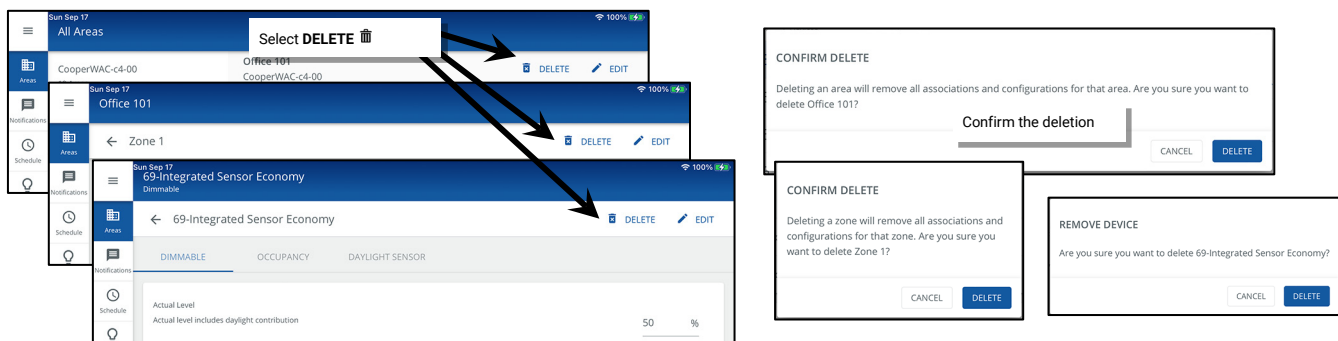 Sun Sep 17
100%
All Areas
Areas
Notifications
Schedule
CooperWAC-c4-00
Office 101
CooperWAC-c4-00
DELETE
EDIT
Select DELETE
Sun Sep 17
100%
Office 101
Areas
Notifications
Schedule
Zone 1
DELETE
EDIT
Sun Sep 17
100%
69-Integrated Sensor Economy
Dimmable
Areas
Notifications
Schedule
69-Integrated Sensor Economy
DELETE
EDIT
DIMMABLE OCCUPANCY DAYLIGHT SENSOR
Actual Level
Actual level includes daylight contribution
50 %
CONFIRM DELETE
Deleting an area will remove all associations and configurations for that area. Are you sure you want to
delete Office 101?
Confirm the deletion
CANCEL DELETE
CONFIRM DELETE
Deleting a zone will remove all associations and
configurations for that zone. Are you sure you
want to delete Zone 1?
CANCEL DELETE
REMOVE DEVICE
Are you sure you want to delete 69-Integrated Sensor Economy?
CANCEL DELETE